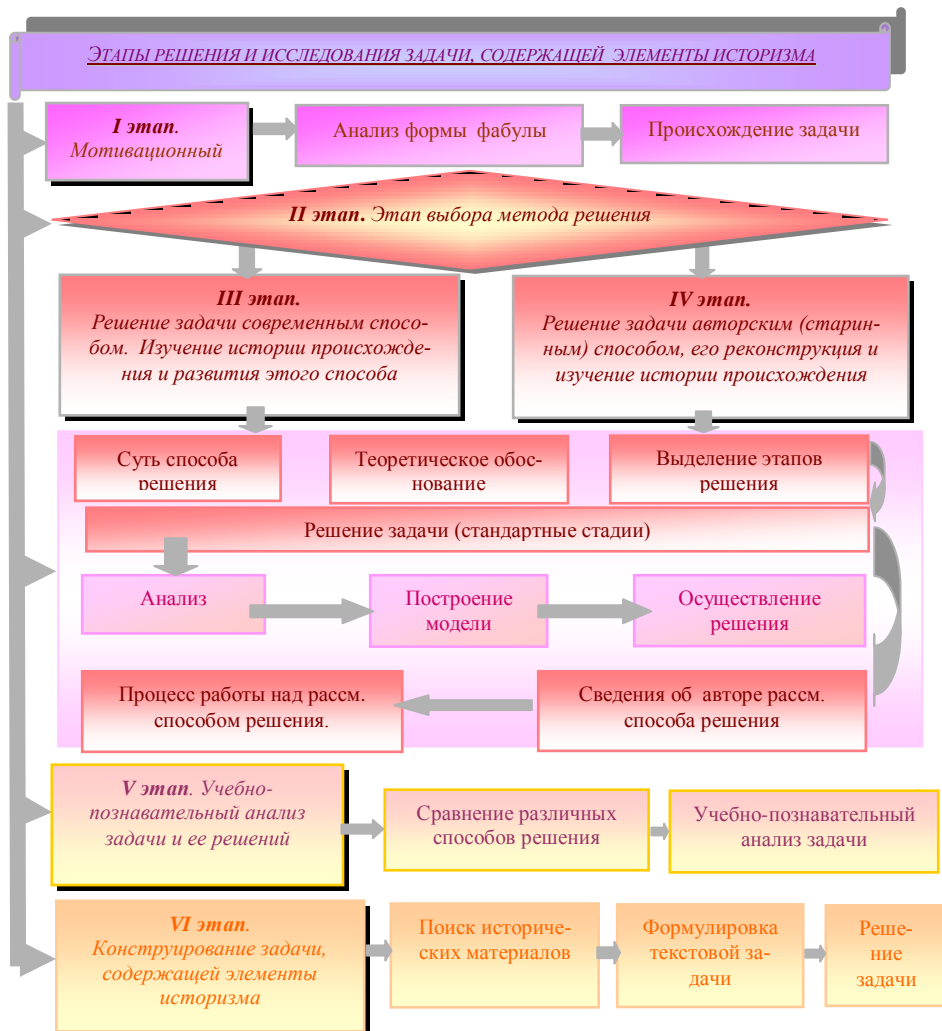 ЭТАПЫ РЕШЕНИЯ И ИССЛЕДОВАНИЯ ЗАДАЧИ, СОДЕРЖАЩЕЙ ЭЛЕМЕНТЫ ИСТОРИЗМА
I этап.
Мотивационный
Анализ формы фабулы
Происхождение задачи
II этап. Этап выбора метода решения
III этап.
Решение задачи современным спосо-
бом. Изучение истории происхожде-
ния и развития этого способа
IV этап.
Решение задачи авторским (старин-
ным) способом, его реконструкция и
изучение истории происхождения
Суть способа
решения
Теоретическое обос-
нование
Выделение этапов
решения
Решение задачи (стандартные стадии)
Анализ
Построение
модели
Осуществление
решения
Процесс работы над рассм.
способом решения.
Сведения об авторе рассм.
способа решения
V этап. Учебно-
познавательный анализ
задачи и ее решений
Сравнение различных
способов решения
Учебно-познавательный
анализ задачи
VI этап.
Конструирование задачи,
содержащей элементы
историзма
Поиск историче-
ских материалов
Формулировка
текстовой за-
дачи
Реше-
ние
задачи